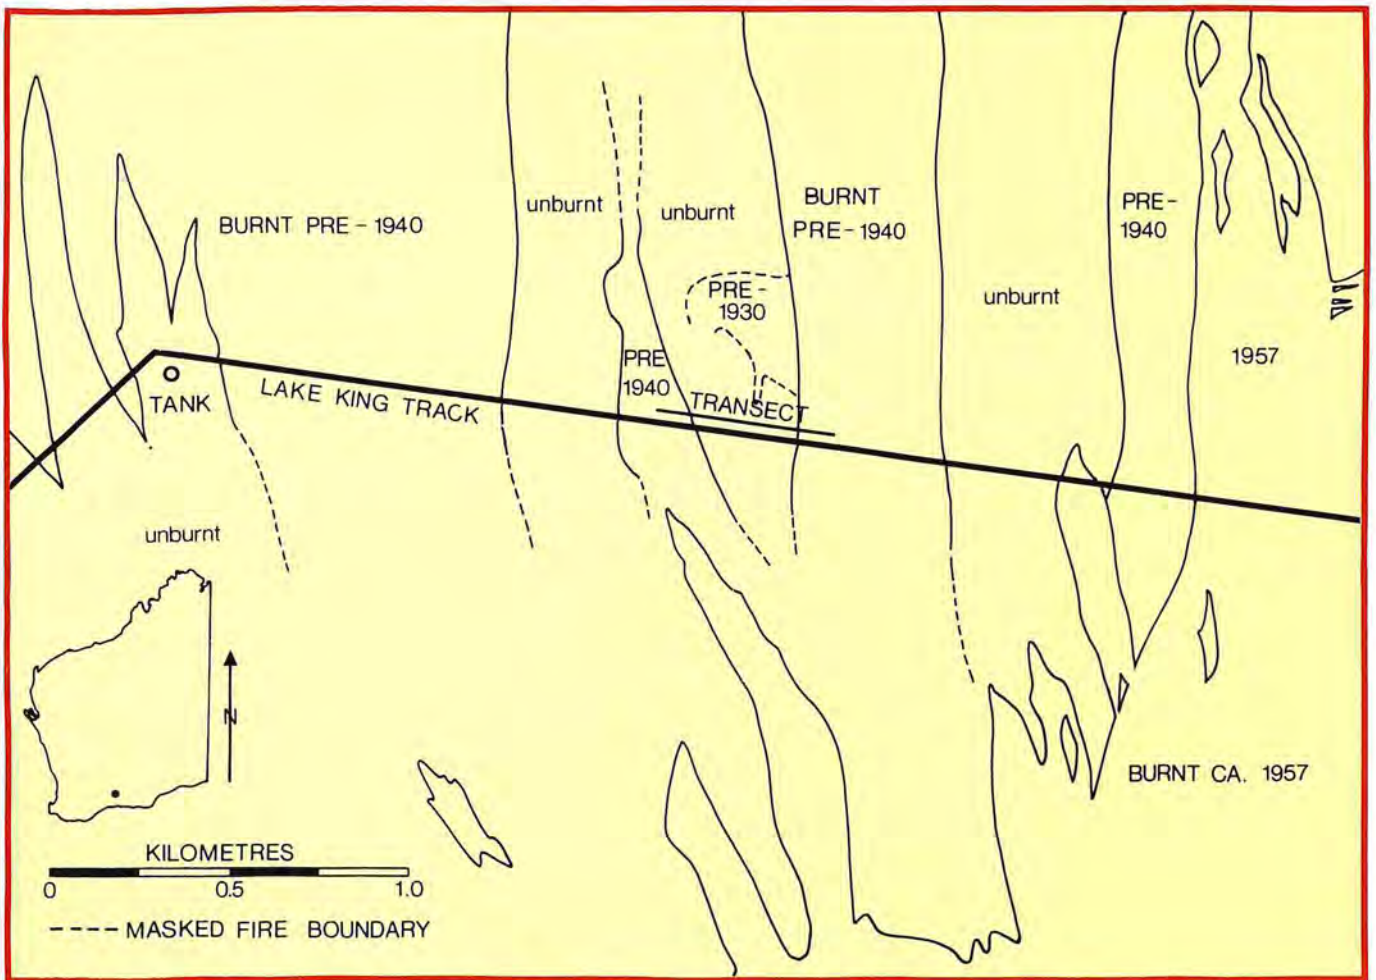 unburnt
unburnt
BURNT
PRE-1940
PRE-
1940
BURNT PRE-1940
PRE-
1930
unburnt
1957
PRE
1940
TANK
LAKE KING TRACK
TRANSECT
unburnt
N
BURNT CA. 1957
KILOMETRES
0 0.5 1.0
MASKED FIRE BOUNDARY